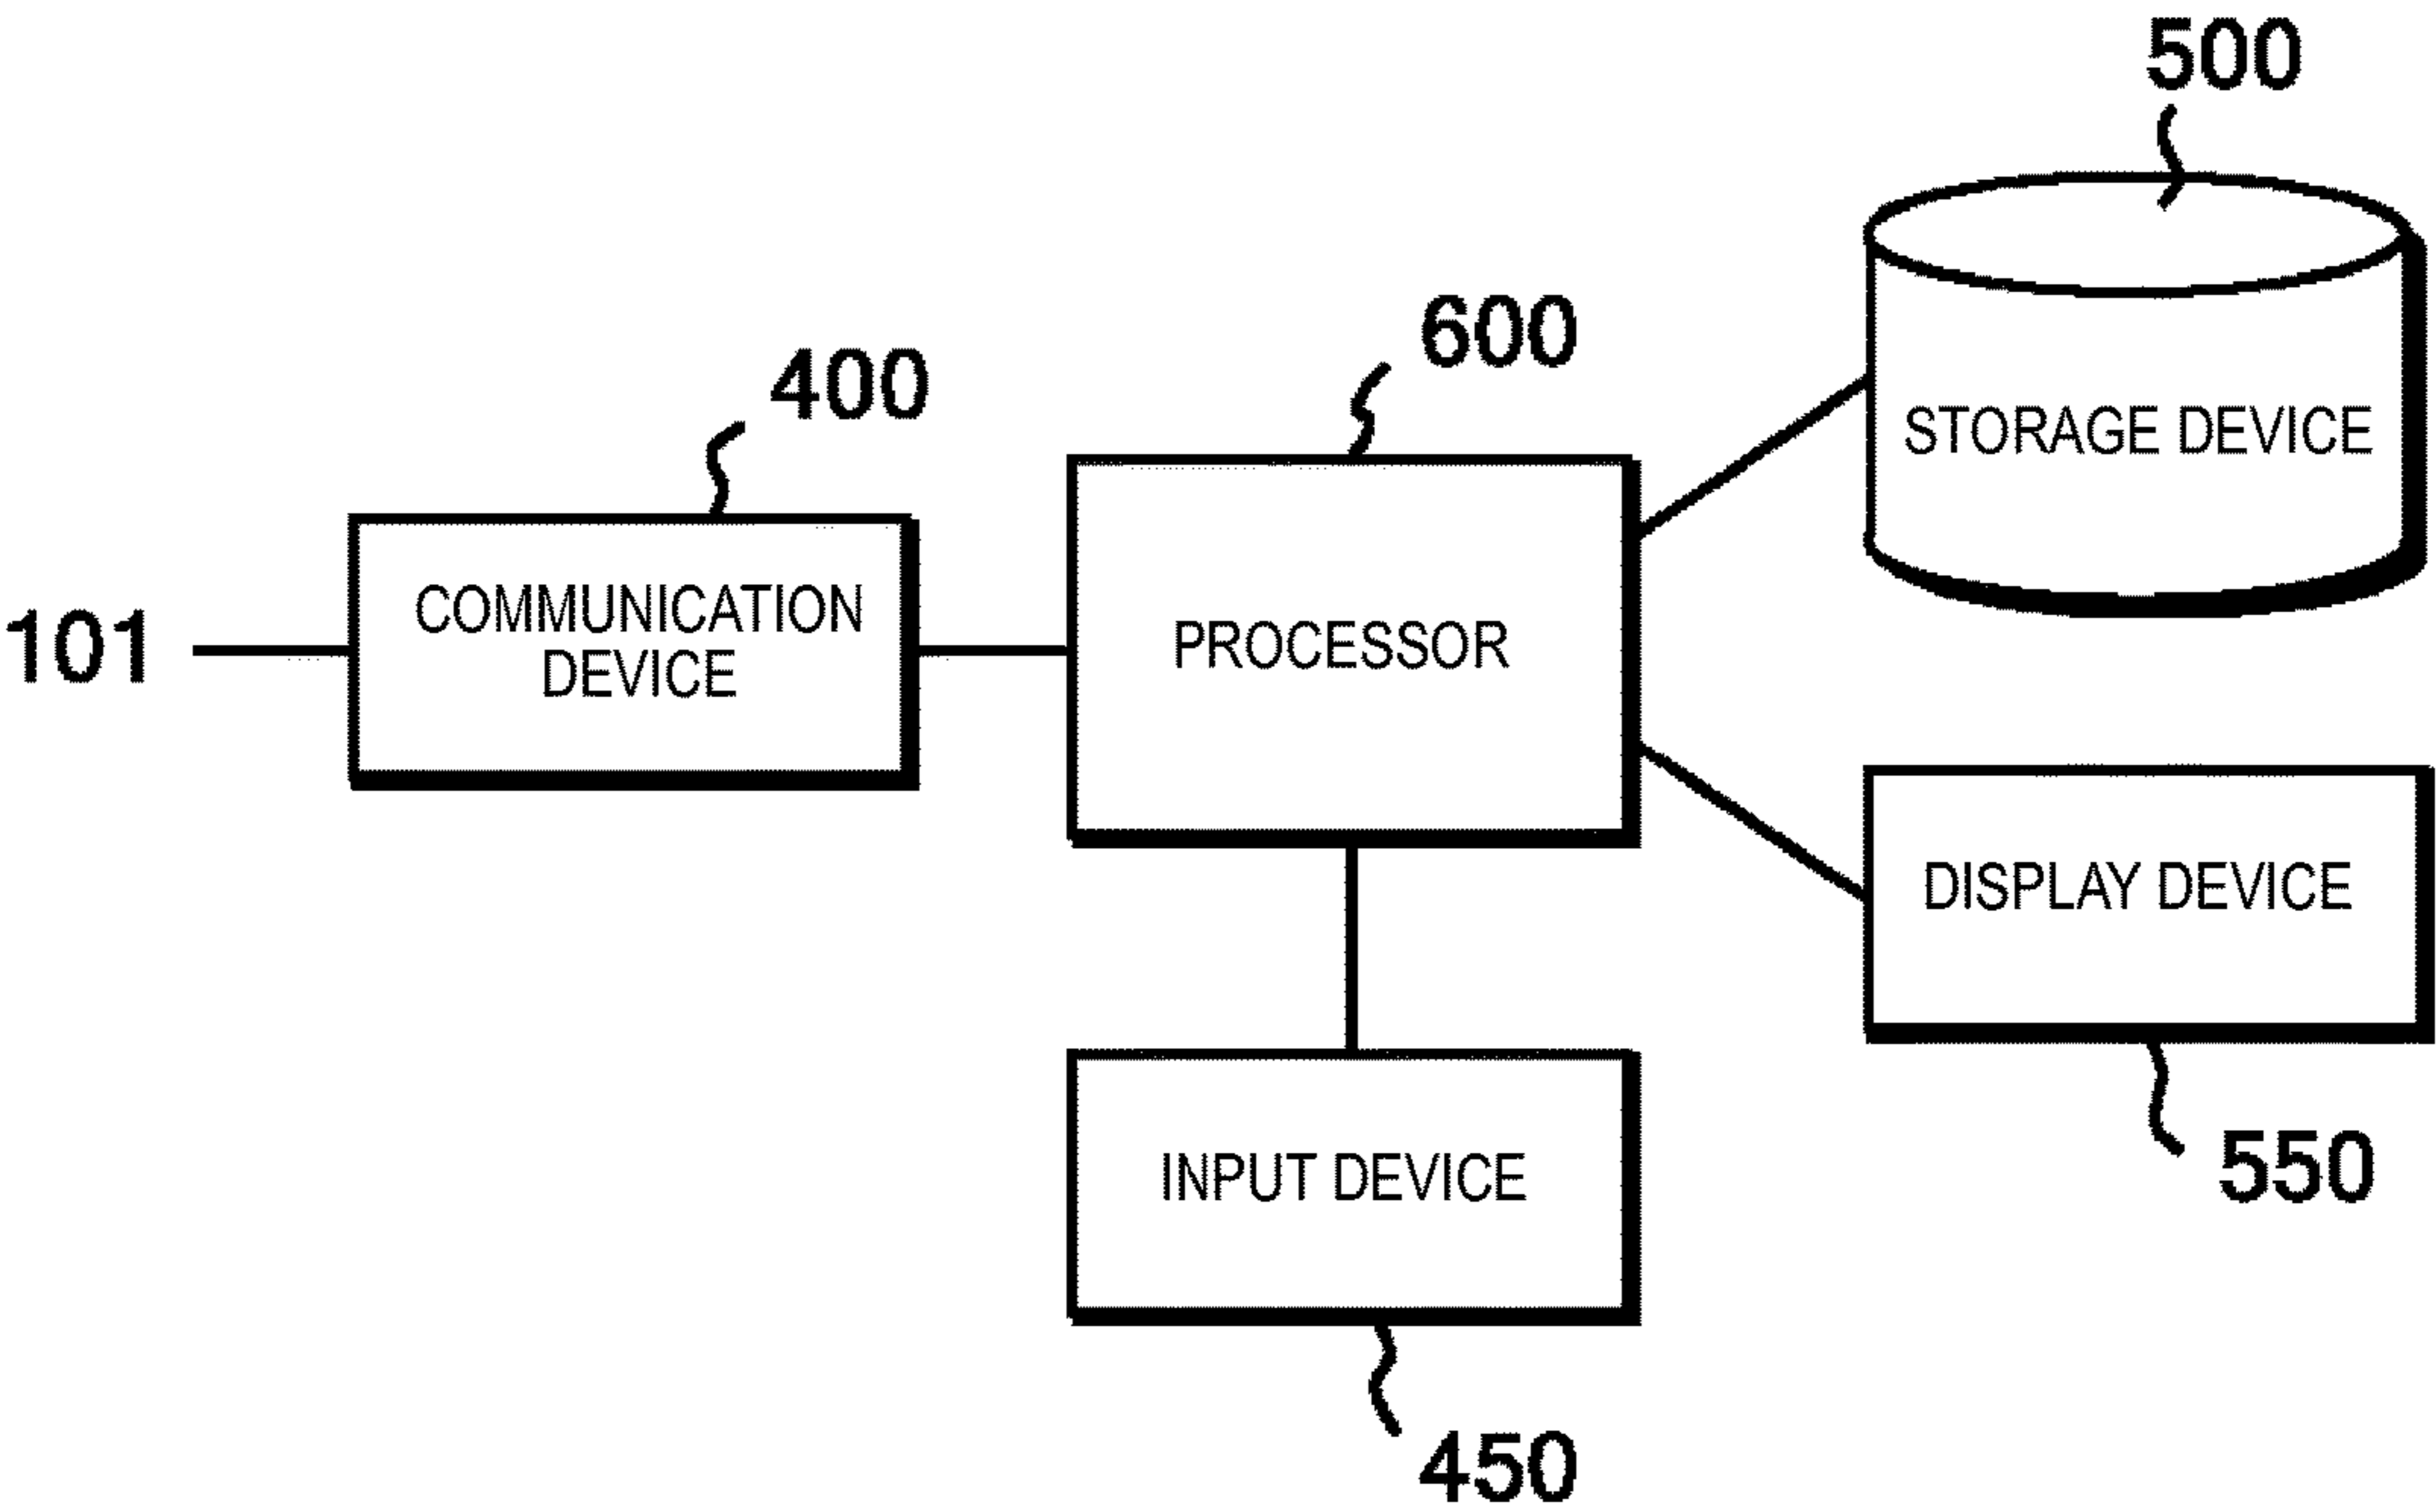 500
600
400
STORAGE DEVICE
COMMUNICATION
DEVICE
101
PROCESSOR
DISPLAY DEVICE
INPUT DEVICE
550
450